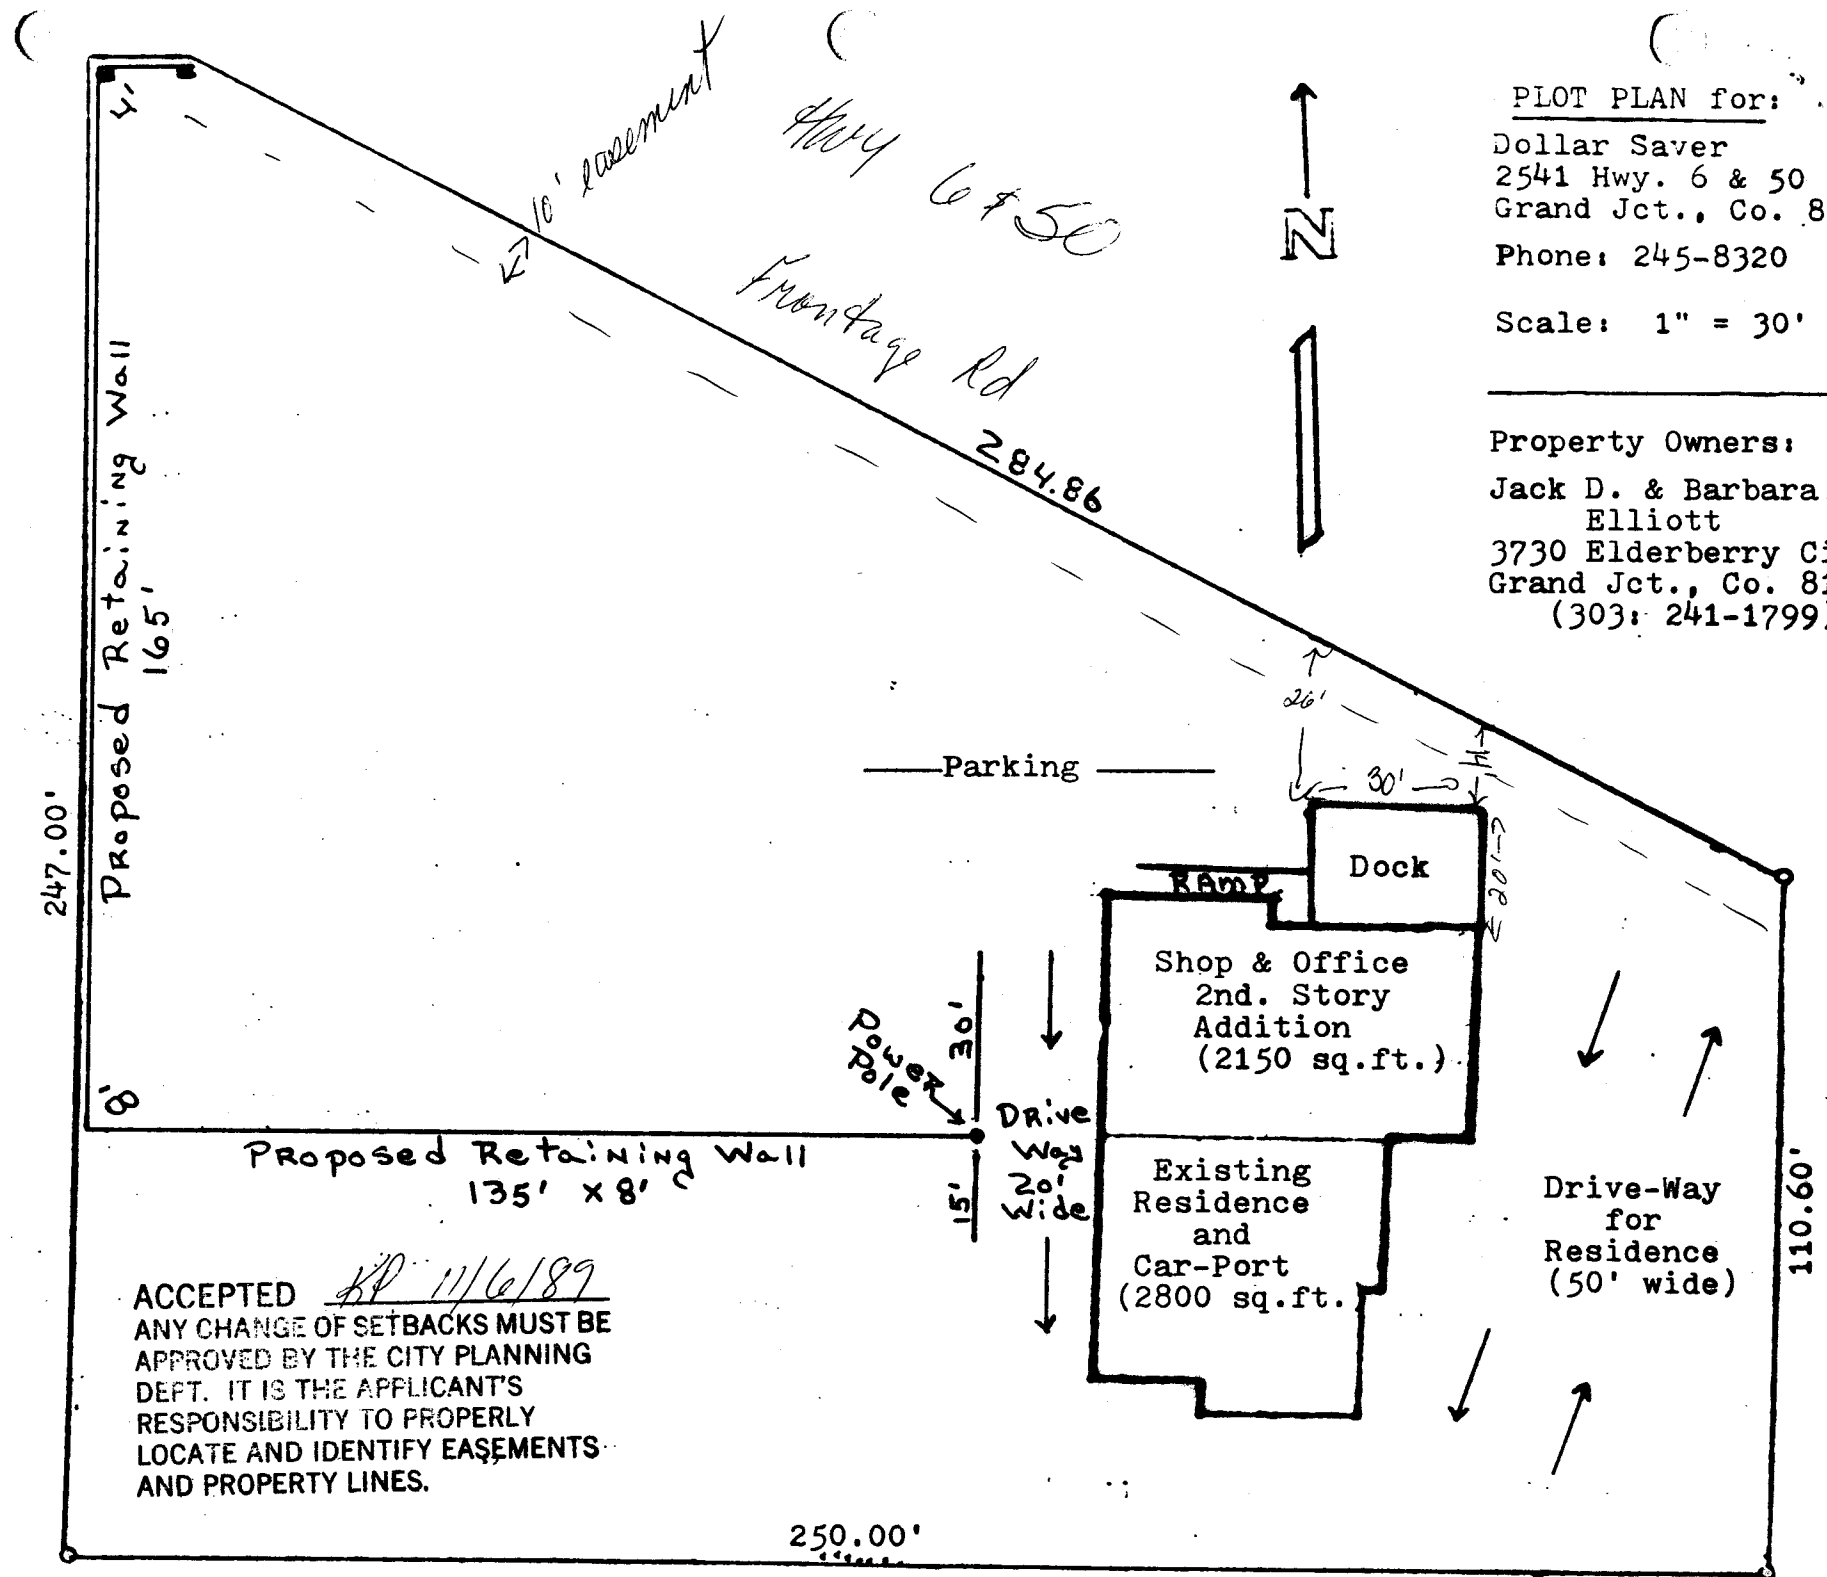 PLOT PLAN for:
Dollar Saver
2541 Hwy. 6 & 50
Grand Jct., Co. 8
Phone: 245-8320
Scale: 1" = 30'
Property Owners:
Jack D. & Barbara
Elliott
3730 Elderberry Ci
Grand Jct., Co. 81
(303: 241-1799)
N
10' easement
Hwy 6 & 50
Frontage Rd
284.86
4'
Proposed Retaining Wall
165'
247.00'
8'
26'
Parking
30'
14'
20'
Dock
RAMP
Shop & Office
2nd. Story
Addition
(2150 sq.ft.)
Power
Pole
30'
15'
Drive
Way
20'
Wide
Proposed Retaining Wall
135' x 8'
Existing
Residence
and
Car-Port
(2800 sq.ft.
Drive-Way
for
Residence
(50' wide)
110.60'
ACCEPTED KP 11/6/89
ANY CHANGE OF SETBACKS MUST BE
APPROVED BY THE CITY PLANNING
DEPT. IT IS THE APPLICANT'S
RESPONSIBILITY TO PROPERLY
LOCATE AND IDENTIFY EASEMENTS
AND PROPERTY LINES.
250.00'